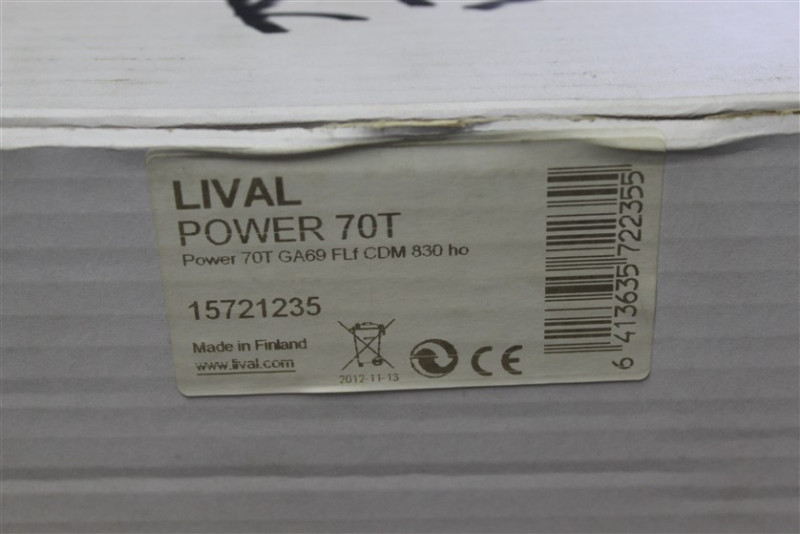 LIVAL
POWER 70T
Power 70T GA69 FLf CDM 830 ho
15721235
Made in Finland
www.lival.com
2012-11-13
CE
6 413635 722355